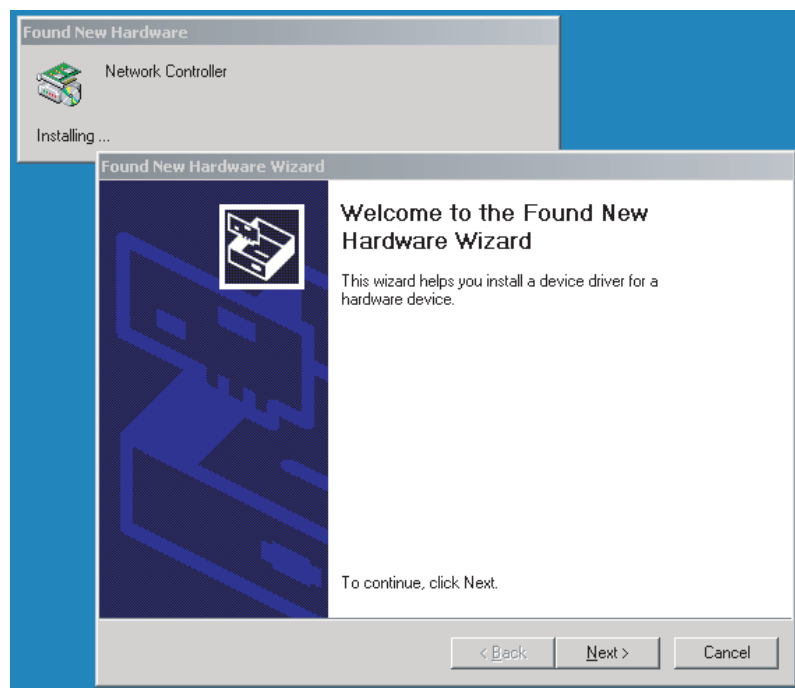 Found New Hardware
Network Controller
Installing ...
Found New Hardware Wizard
Welcome to the Found New
Hardware Wizard
This wizard helps you install a device driver for a
hardware device.
To continue, click Next.
< Back
Next >
Cancel